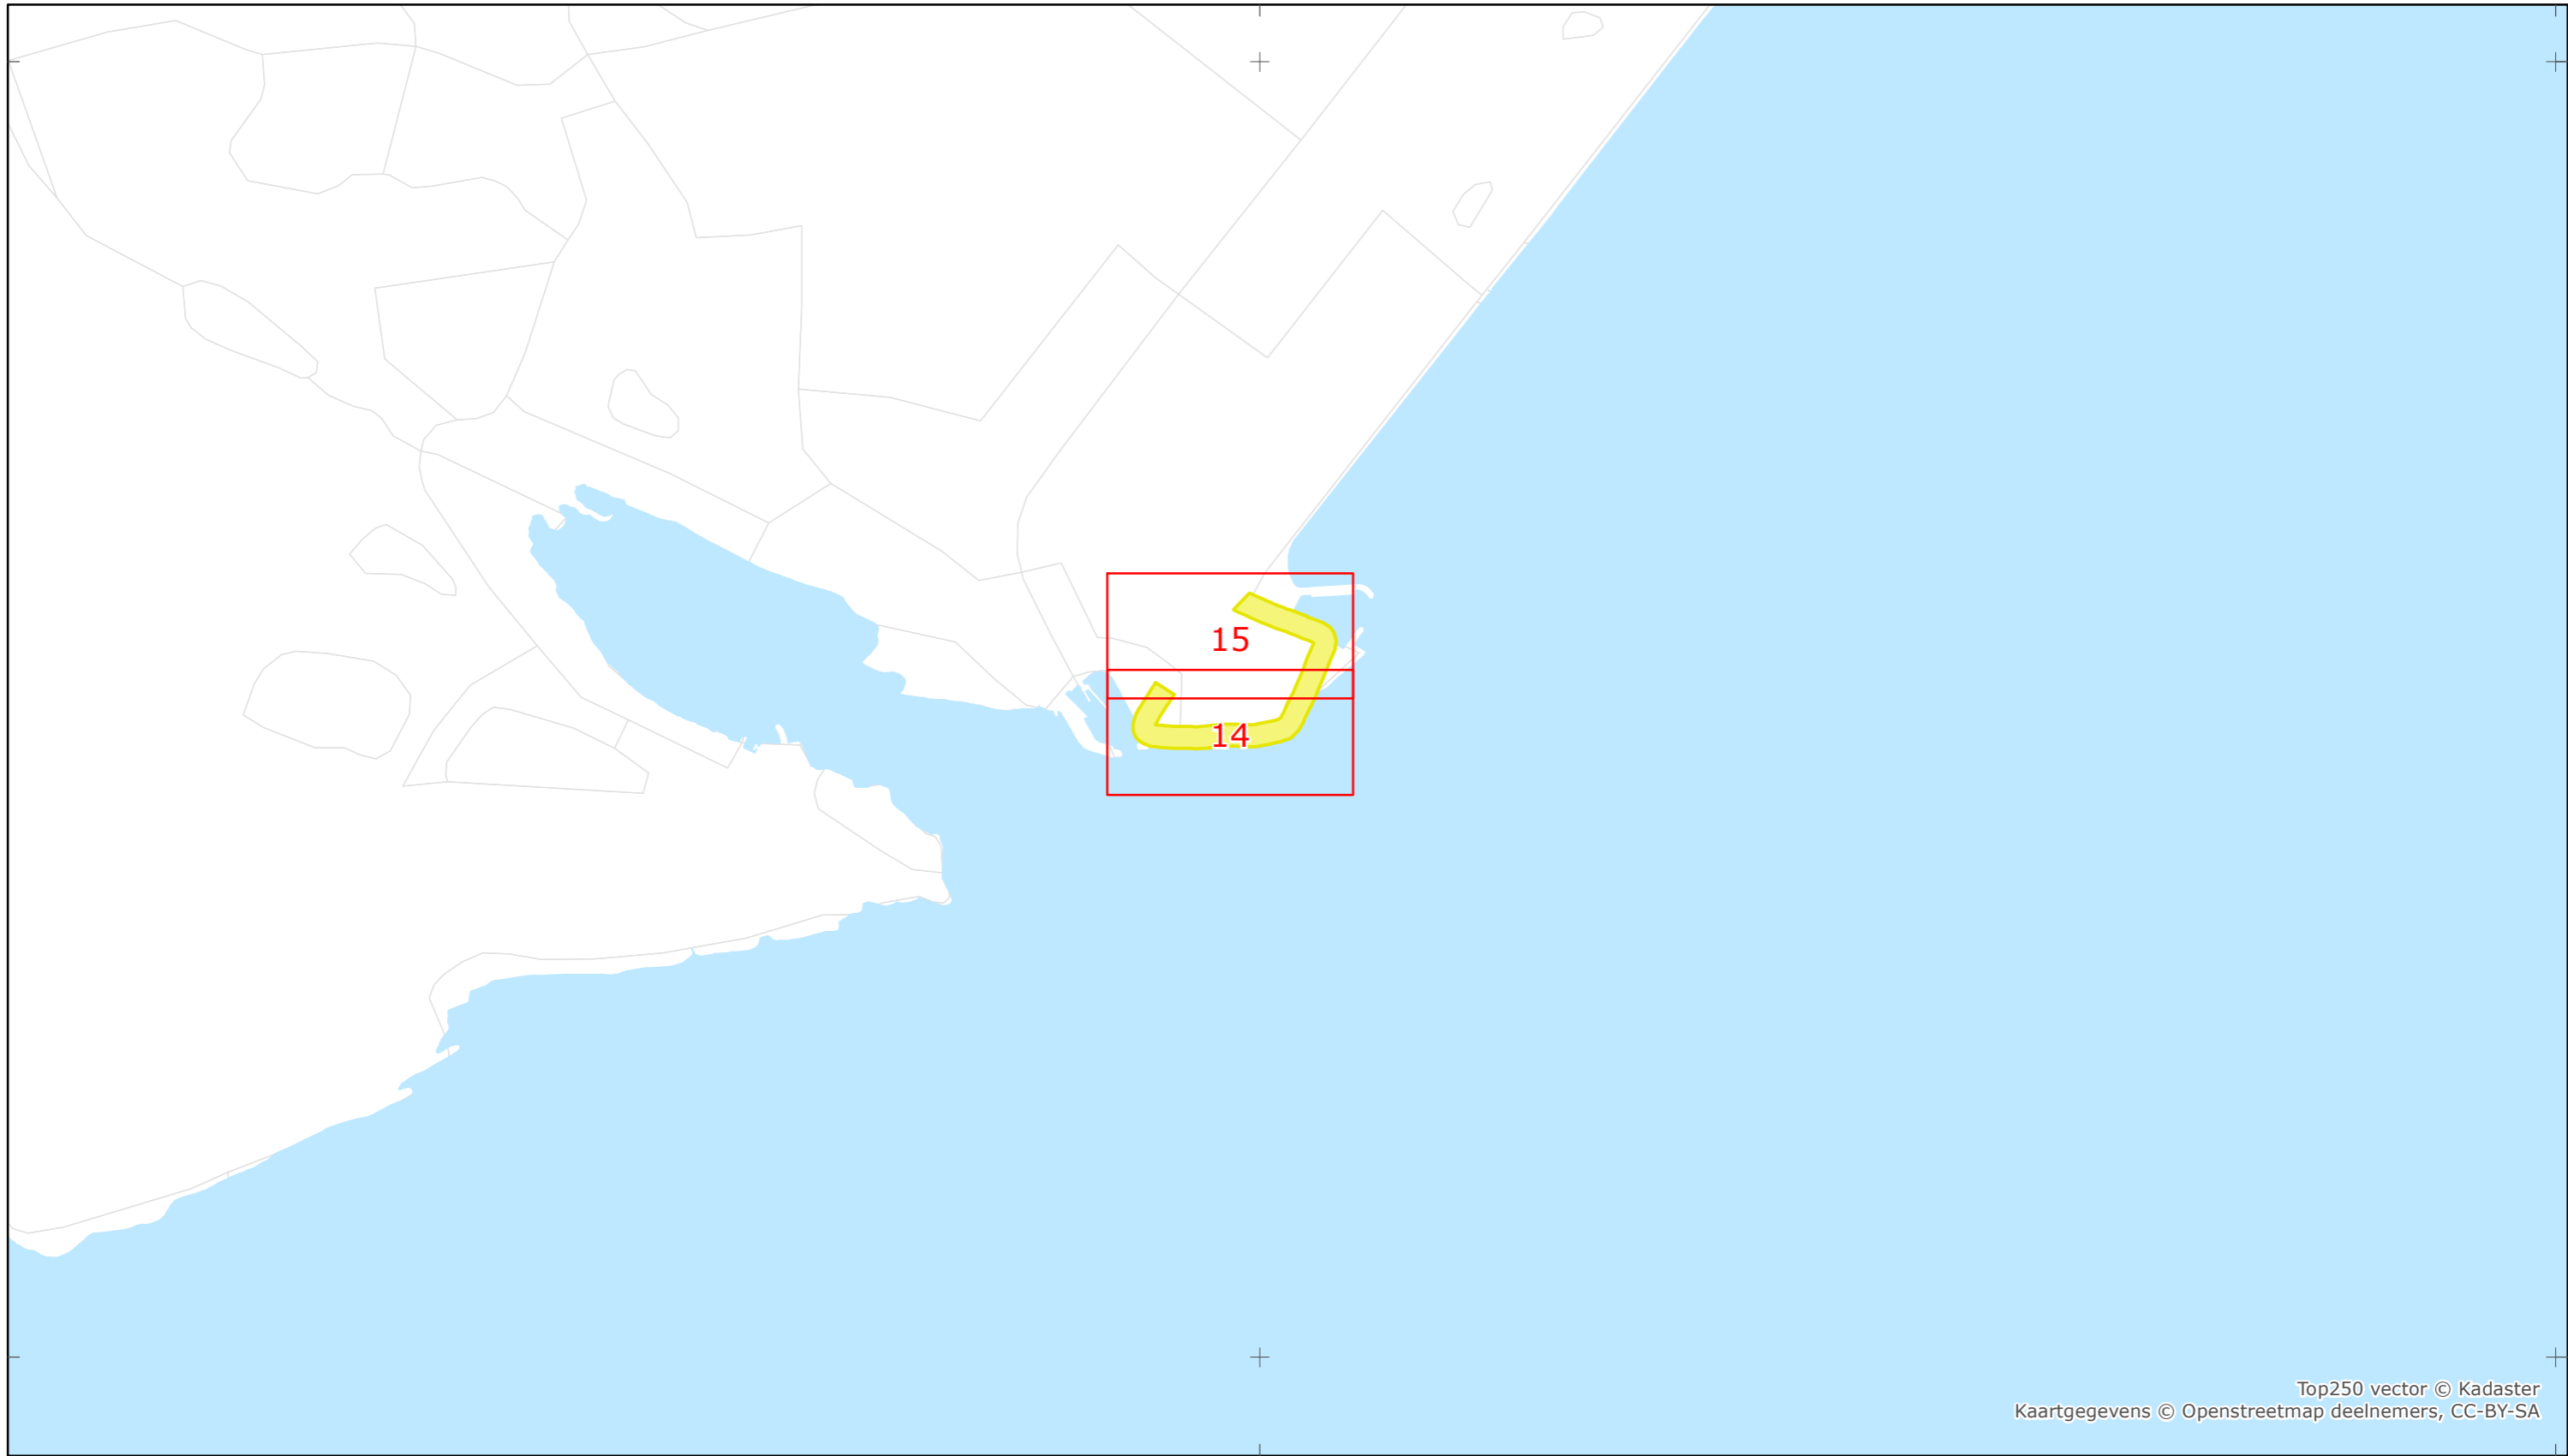 15
14
Top250 vector © Kadaster
Kaartgegevens © Openstreetmap deelnemers, CC-BY-SA